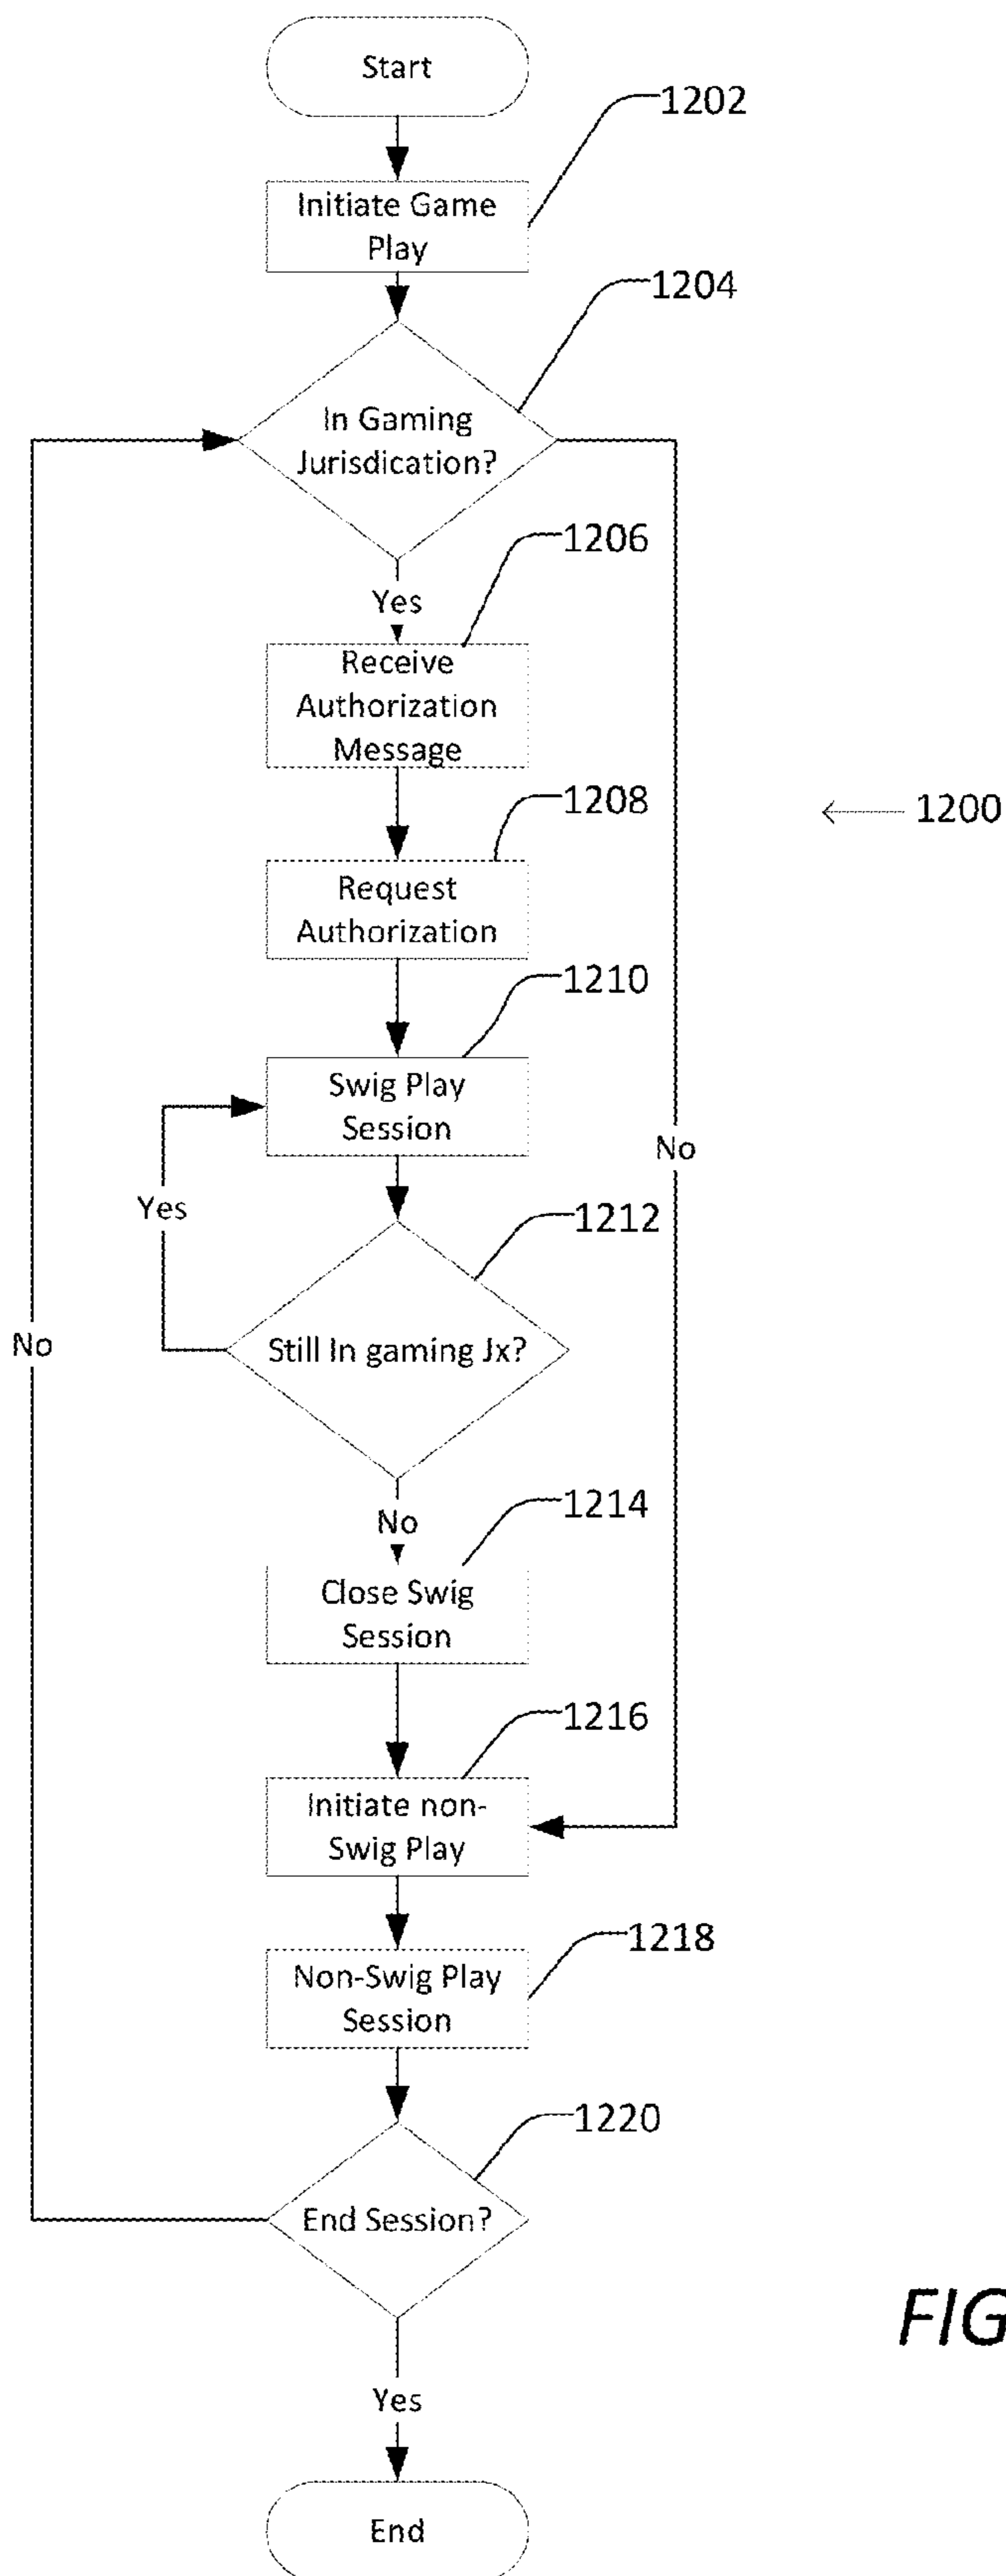 Start
1202
Initiate Game
Play
1204
In Gaming
Jurisdication?
1206
Yes
Receive
Authorization
Message
1208
1200
Request
Authorization
1210
Swig Play
Session
No
Yes
1212
No
Still In gaming Jx?
1214
No
Close Swig
Session
1216
Initiate non-
Swig Play
1218
Non-Swig Play
Session
1220
End Session?
FIG
Yes
End